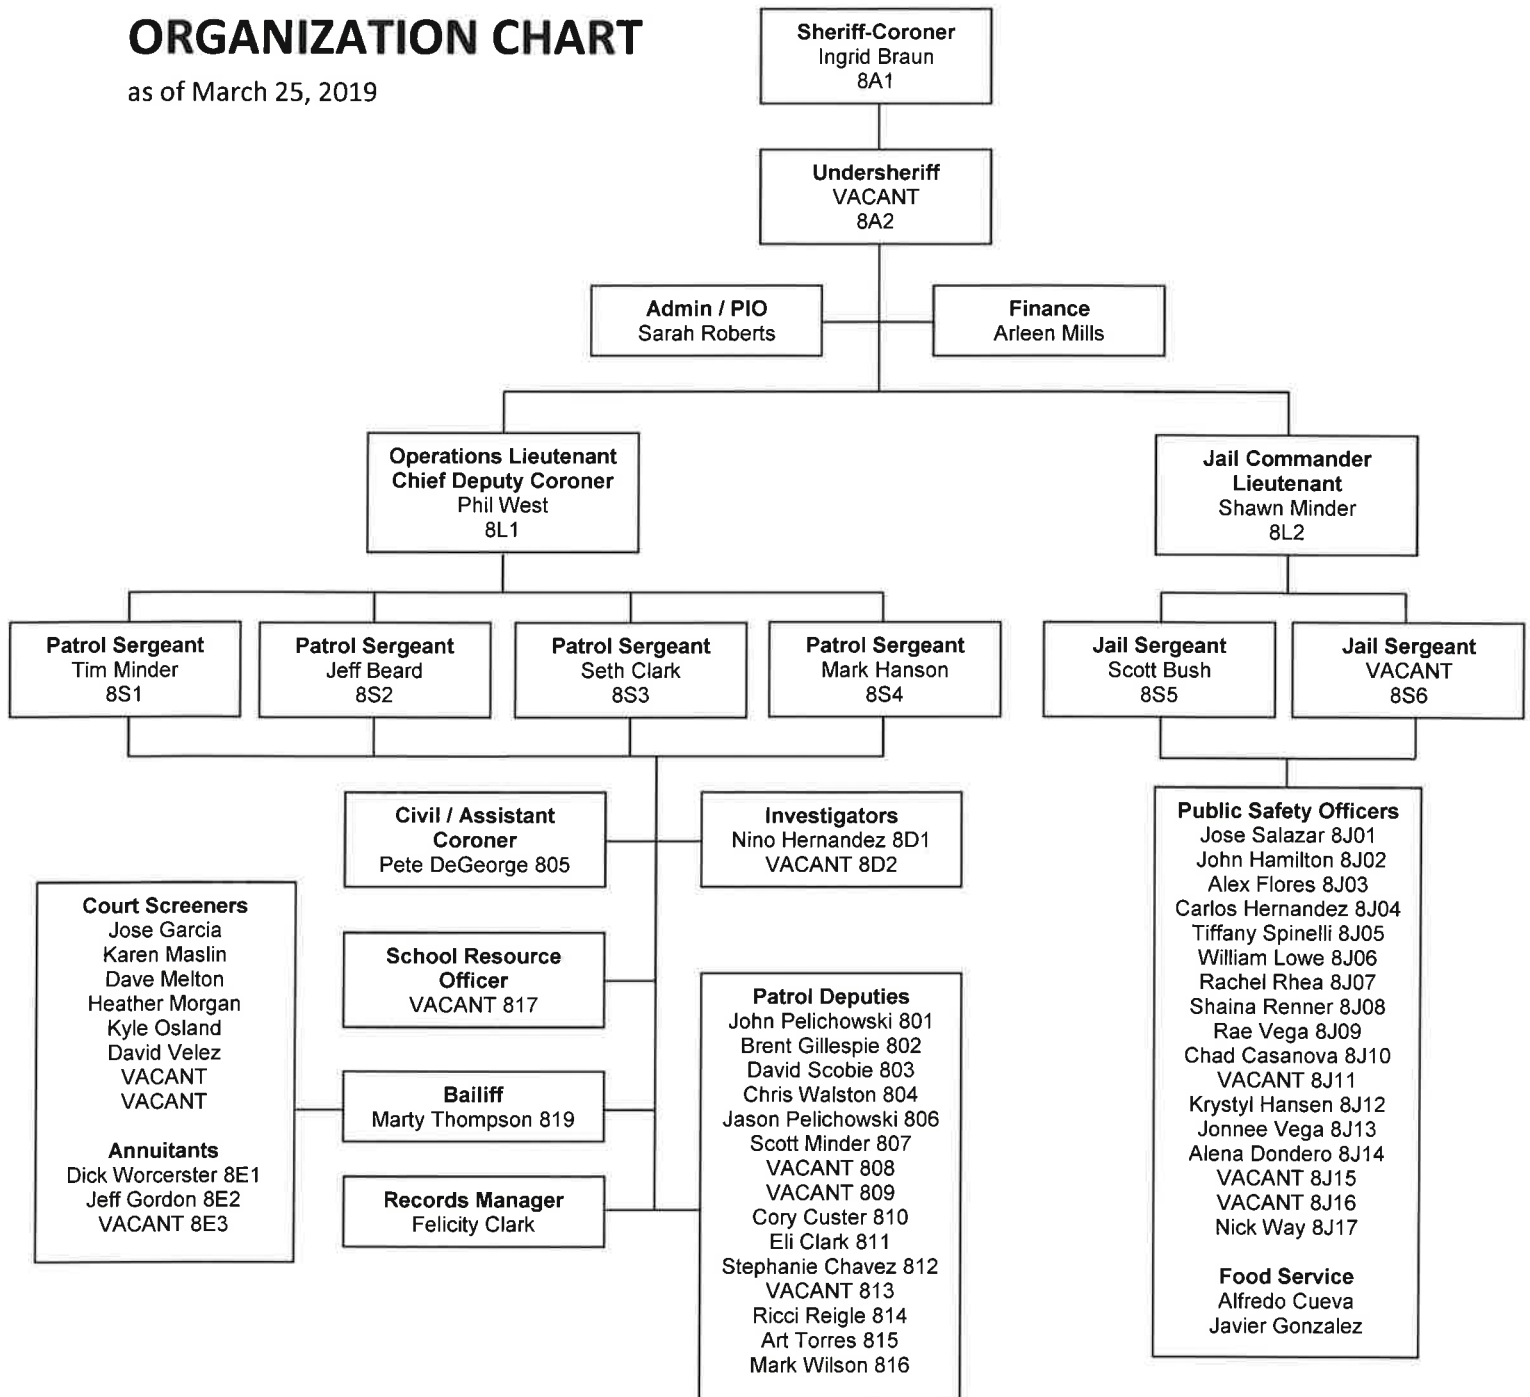 ORGANIZATION CHART
as of March 25, 2019
Sheriff-Coroner
Ingrid Braun
8A1
Undersheriff
VACANT
8A2
Admin / PIO
Sarah Roberts
Finance
Arleen Mills
Operations Lieutenant
Chief Deputy Coroner
Phil West
8L1
Jail Commander
Lieutenant
Shawn Minder
8L2
Patrol Sergeant
Tim Minder
8S1
Patrol Sergeant
Jeff Beard
8S2
Patrol Sergeant
Seth Clark
8S3
Patrol Sergeant
Mark Hanson
8S4
Jail Sergeant
Scott Bush
8S5
Jail Sergeant
VACANT
8S6
Civil / Assistant
Coroner
Pete DeGeorge 805
Investigators
Nino Hernandez 8D1
VACANT 8D2
Court Screeners
Jose Garcia
Karen Maslin
Dave Melton
Heather Morgan
Kyle Osland
David Velez
VACANT
VACANT
Annuitants
Dick Worcerster 8E1
Jeff Gordon 8E2
VACANT 8E3
School Resource
Officer
VACANT 817
Bailiff
Marty Thompson 819
Records Manager
Felicity Clark
Patrol Deputies
John Pelichowski 801
Brent Gillespie 802
David Scobie 803
Chris Walston 804
Jason Pelichowski 806
Scott Minder 807
VACANT 808
VACANT 809
Cory Custer 810
Eli Clark 811
Stephanie Chavez 812
VACANT 813
Ricci Reigle 814
Art Torres 815
Mark Wilson 816
Public Safety Officers
Jose Salazar 8J01
John Hamilton 8J02
Alex Flores 8J03
Carlos Hernandez 8J04
Tiffany Spinelli 8J05
William Lowe 8J06
Rachel Rhea 8J07
Shaina Renner 8J08
Rae Vega 8J09
Chad Casanova 8J10
VACANT 8J11
Krystyl Hansen 8J12
Jonnee Vega 8J13
Alena Dondero 8J14
VACANT 8J15
VACANT 8J16
Nick Way 8J17
Food Service
Alfredo Cueva
Javier Gonzalez